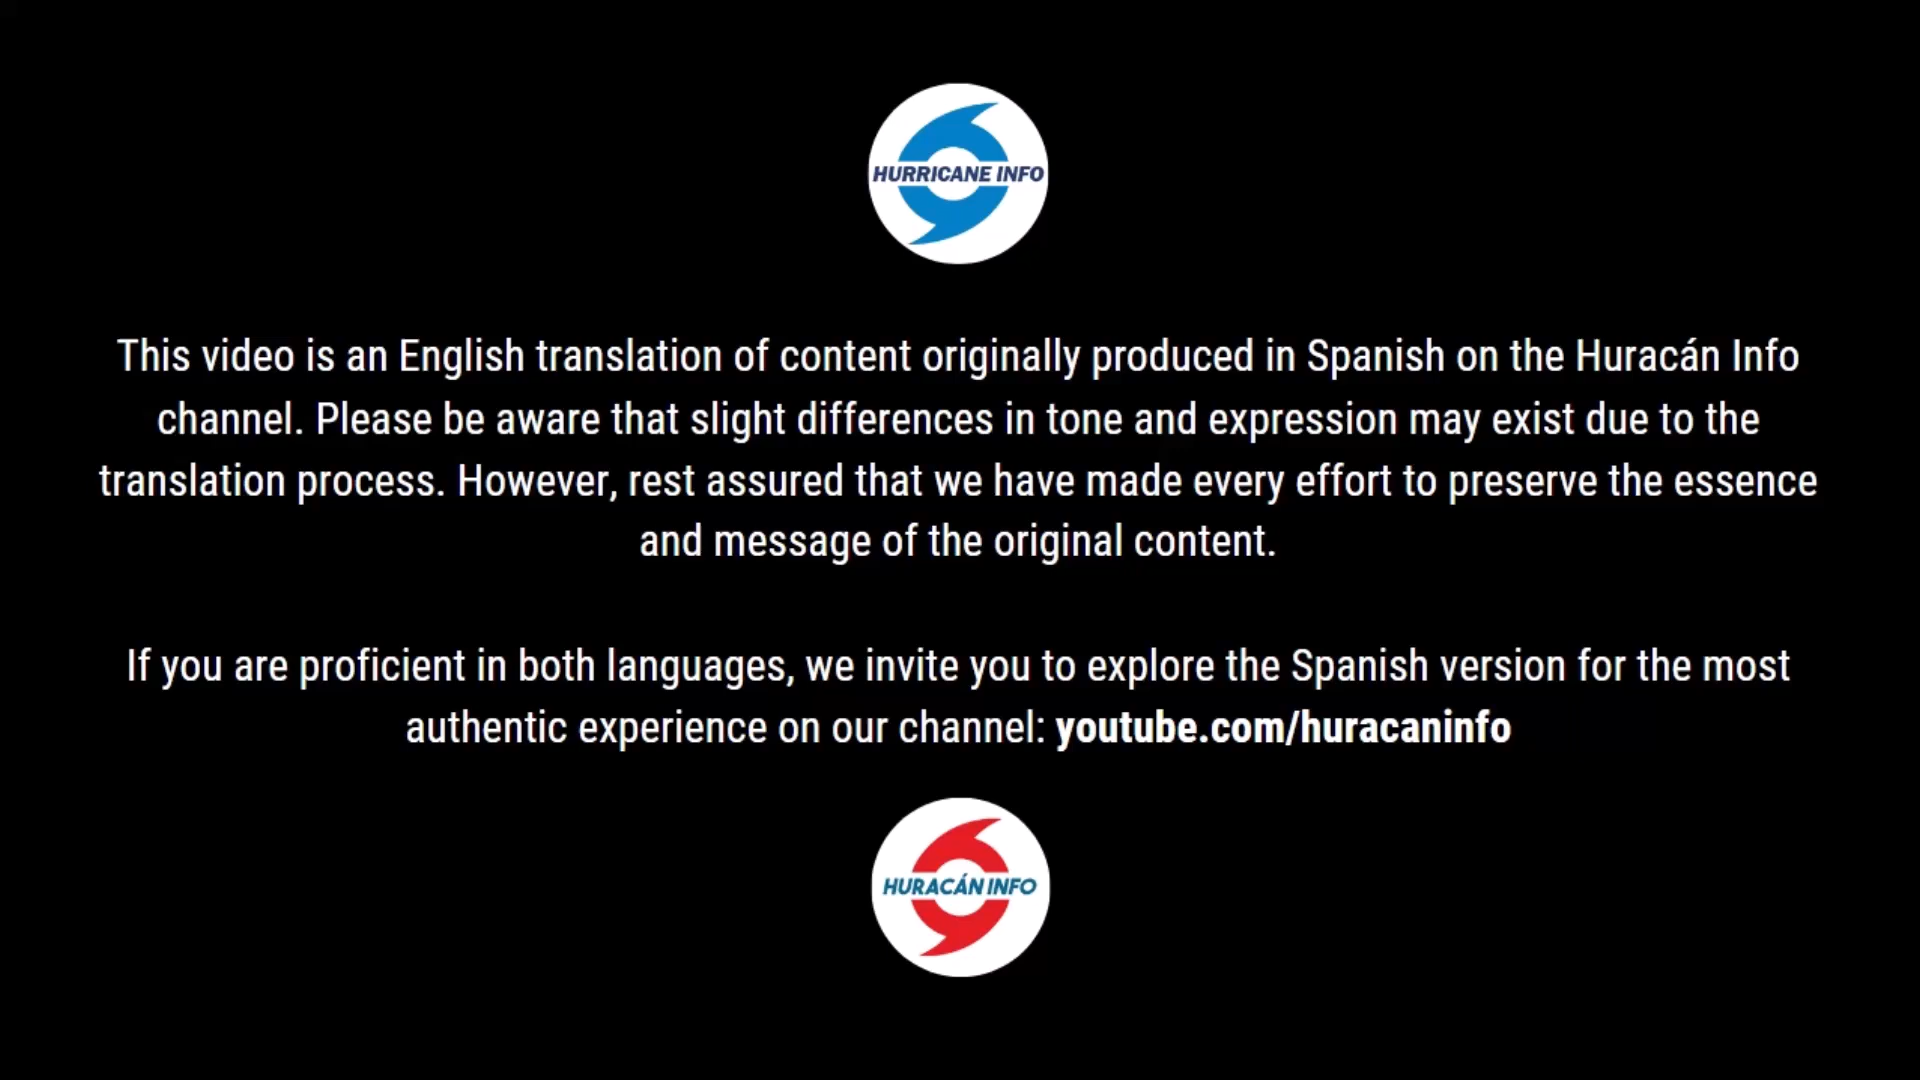 HURRICANE INFO
This video is an English translation of content originally produced in Spanish on the Huracán Info
channel. Please be aware that slight differences in tone and expression may exist due to the
translation process. However, rest assured that we have made every effort to preserve the essence
and message of the original content.
If you are proficient in both languages, we invite you to explore the Spanish version for the most
authentic experience on our channel: youtube.com/huracaninfo
HURACÁN INFO